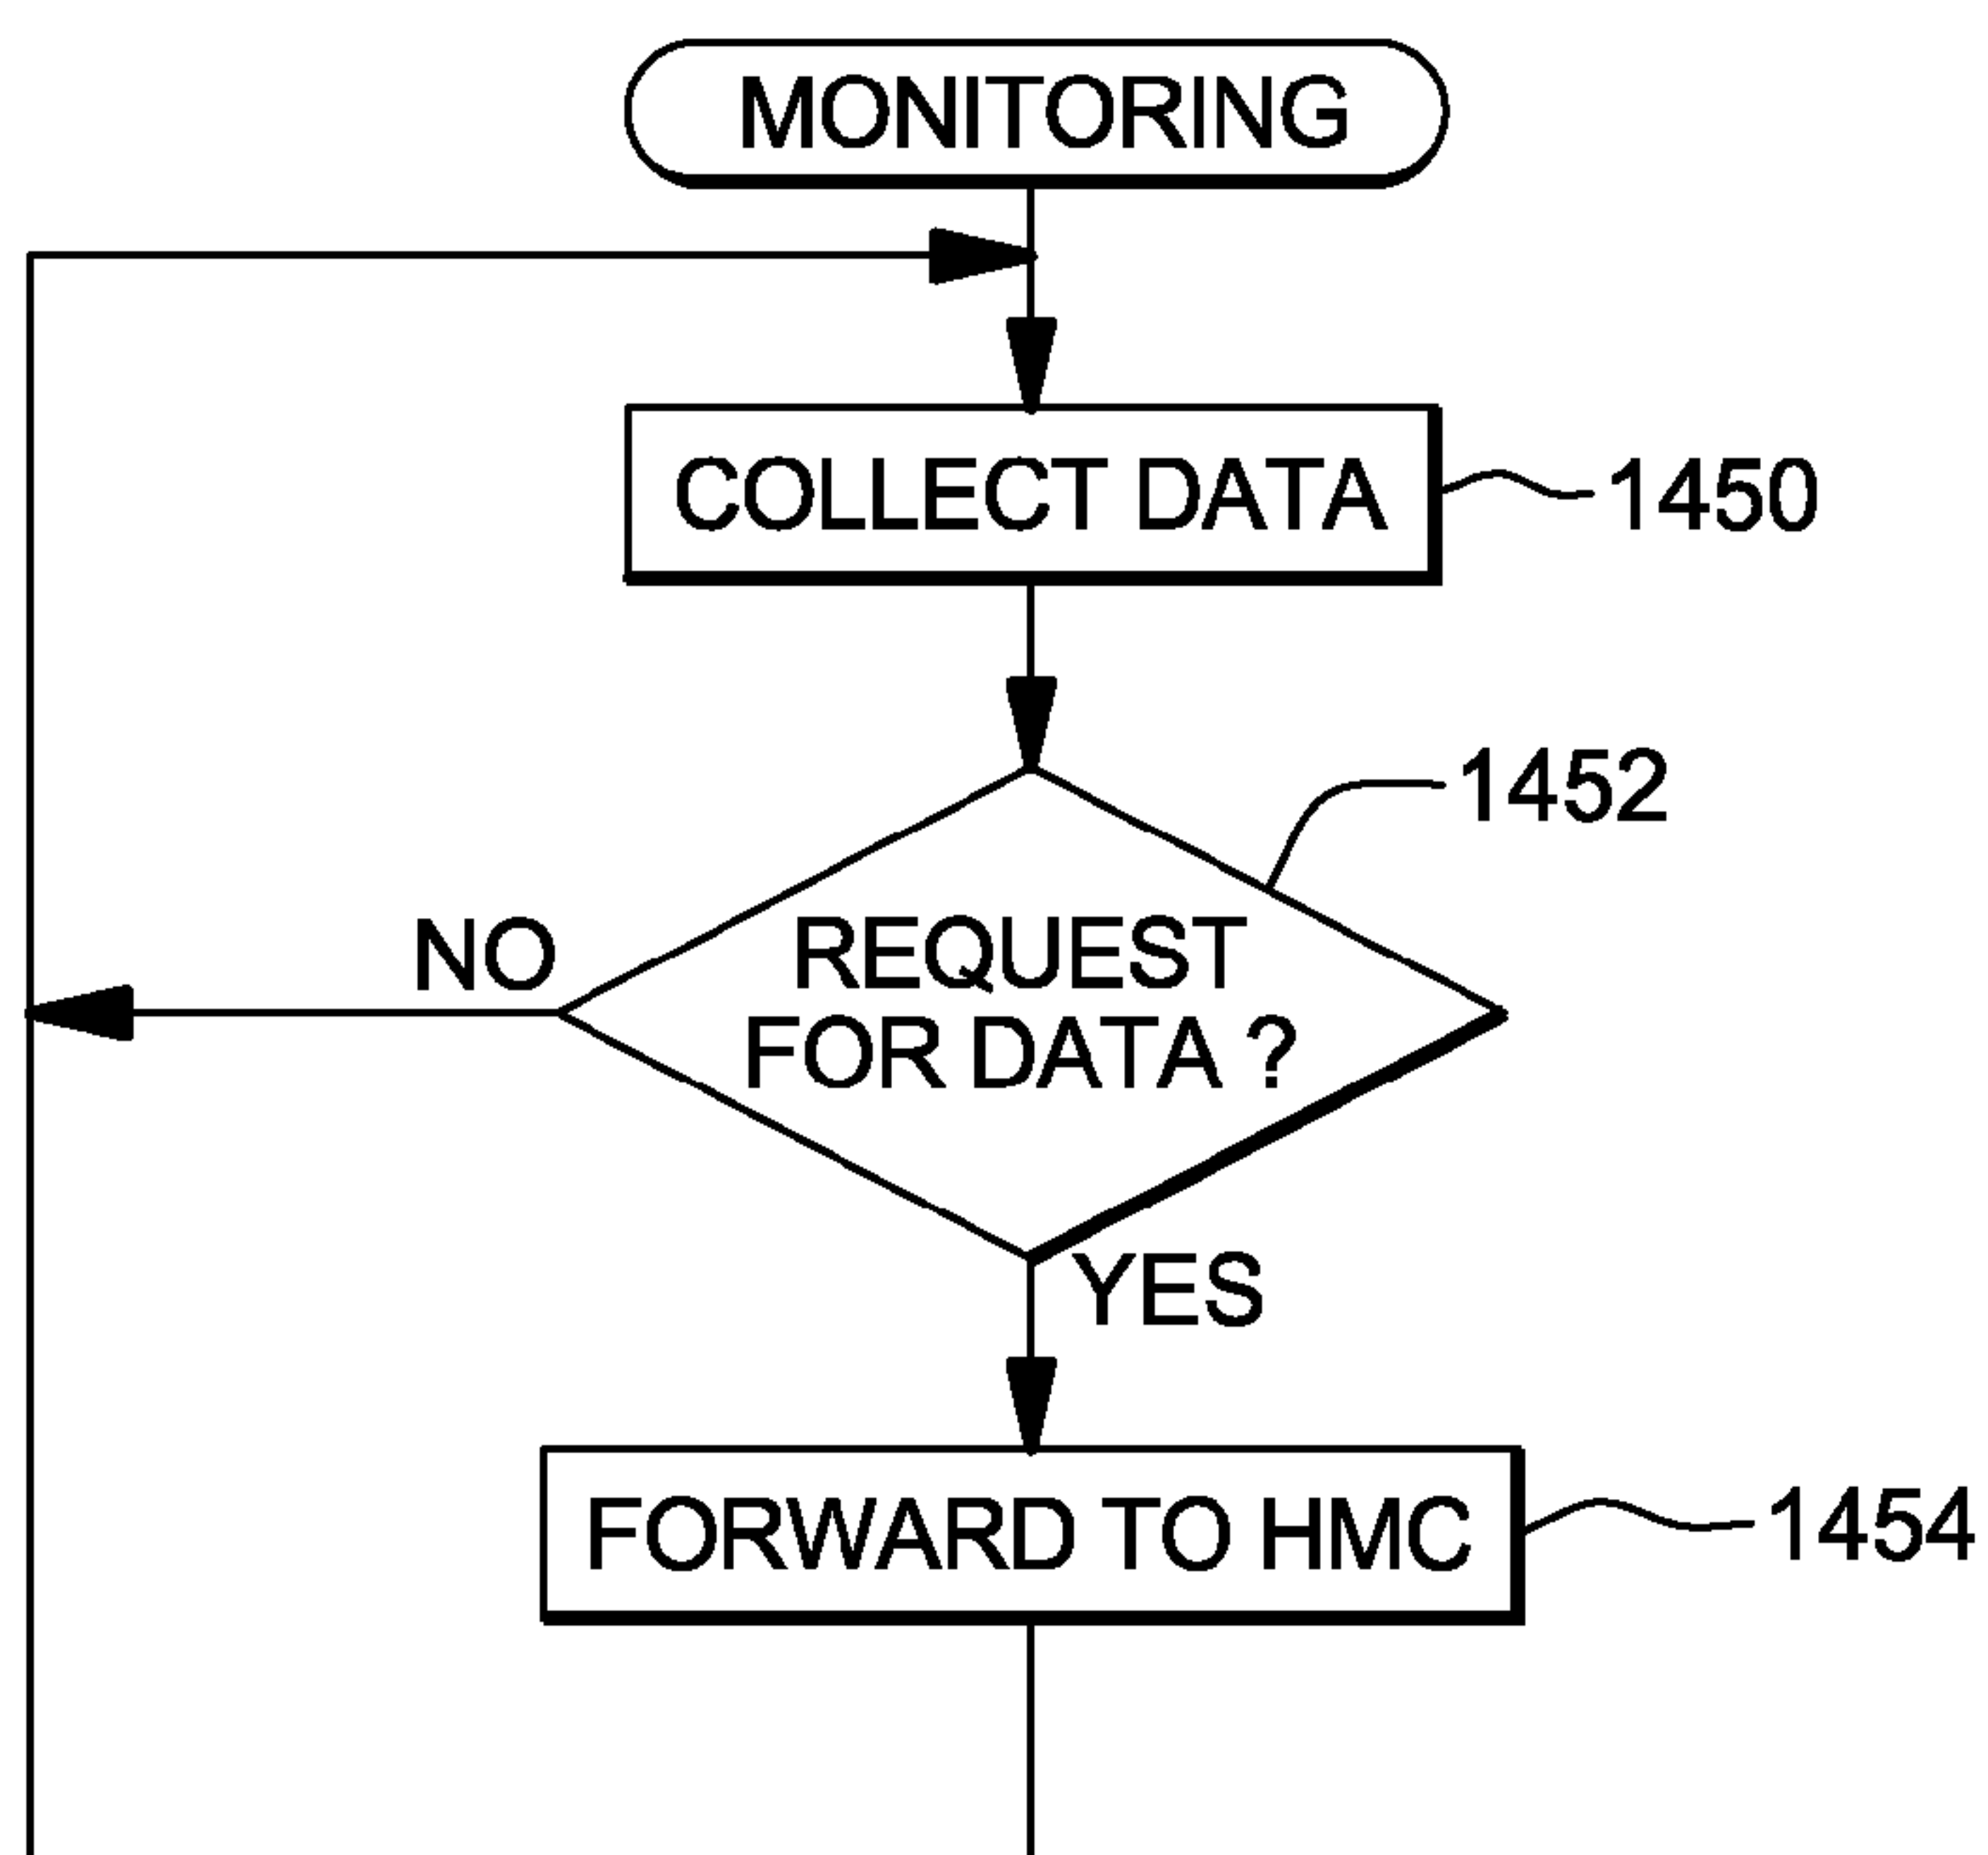 MONITORING
COLLECT DATA
1450
1452
NO
REQUEST
FOR DATA ?
YES
FORWARD TO HMC
1454